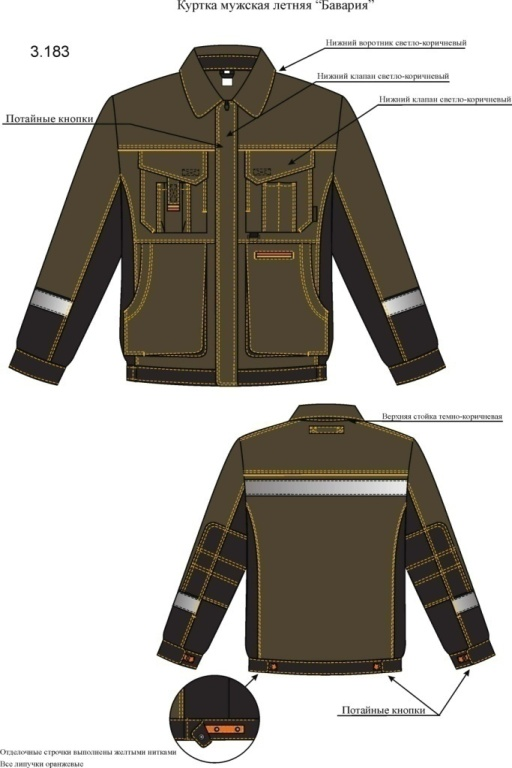 Куртка мужская летняя “Бавария”
3.183
Нижний воротник светло-коричневый
Нижний клапан светло-коричневый
Нижний клапан светло-коричневый
Потайные кнопки
Верхняя стойка темно-коричневая
Потайные кнопки
Отделочные строчки выполнены желтыми нитками
Все липучки оранжевые